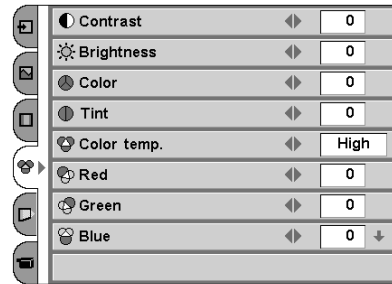 Contrast 0
Brightness 0
Color 0
Tint 0
Color temp. High
Red 0
Green 0
Blue 0